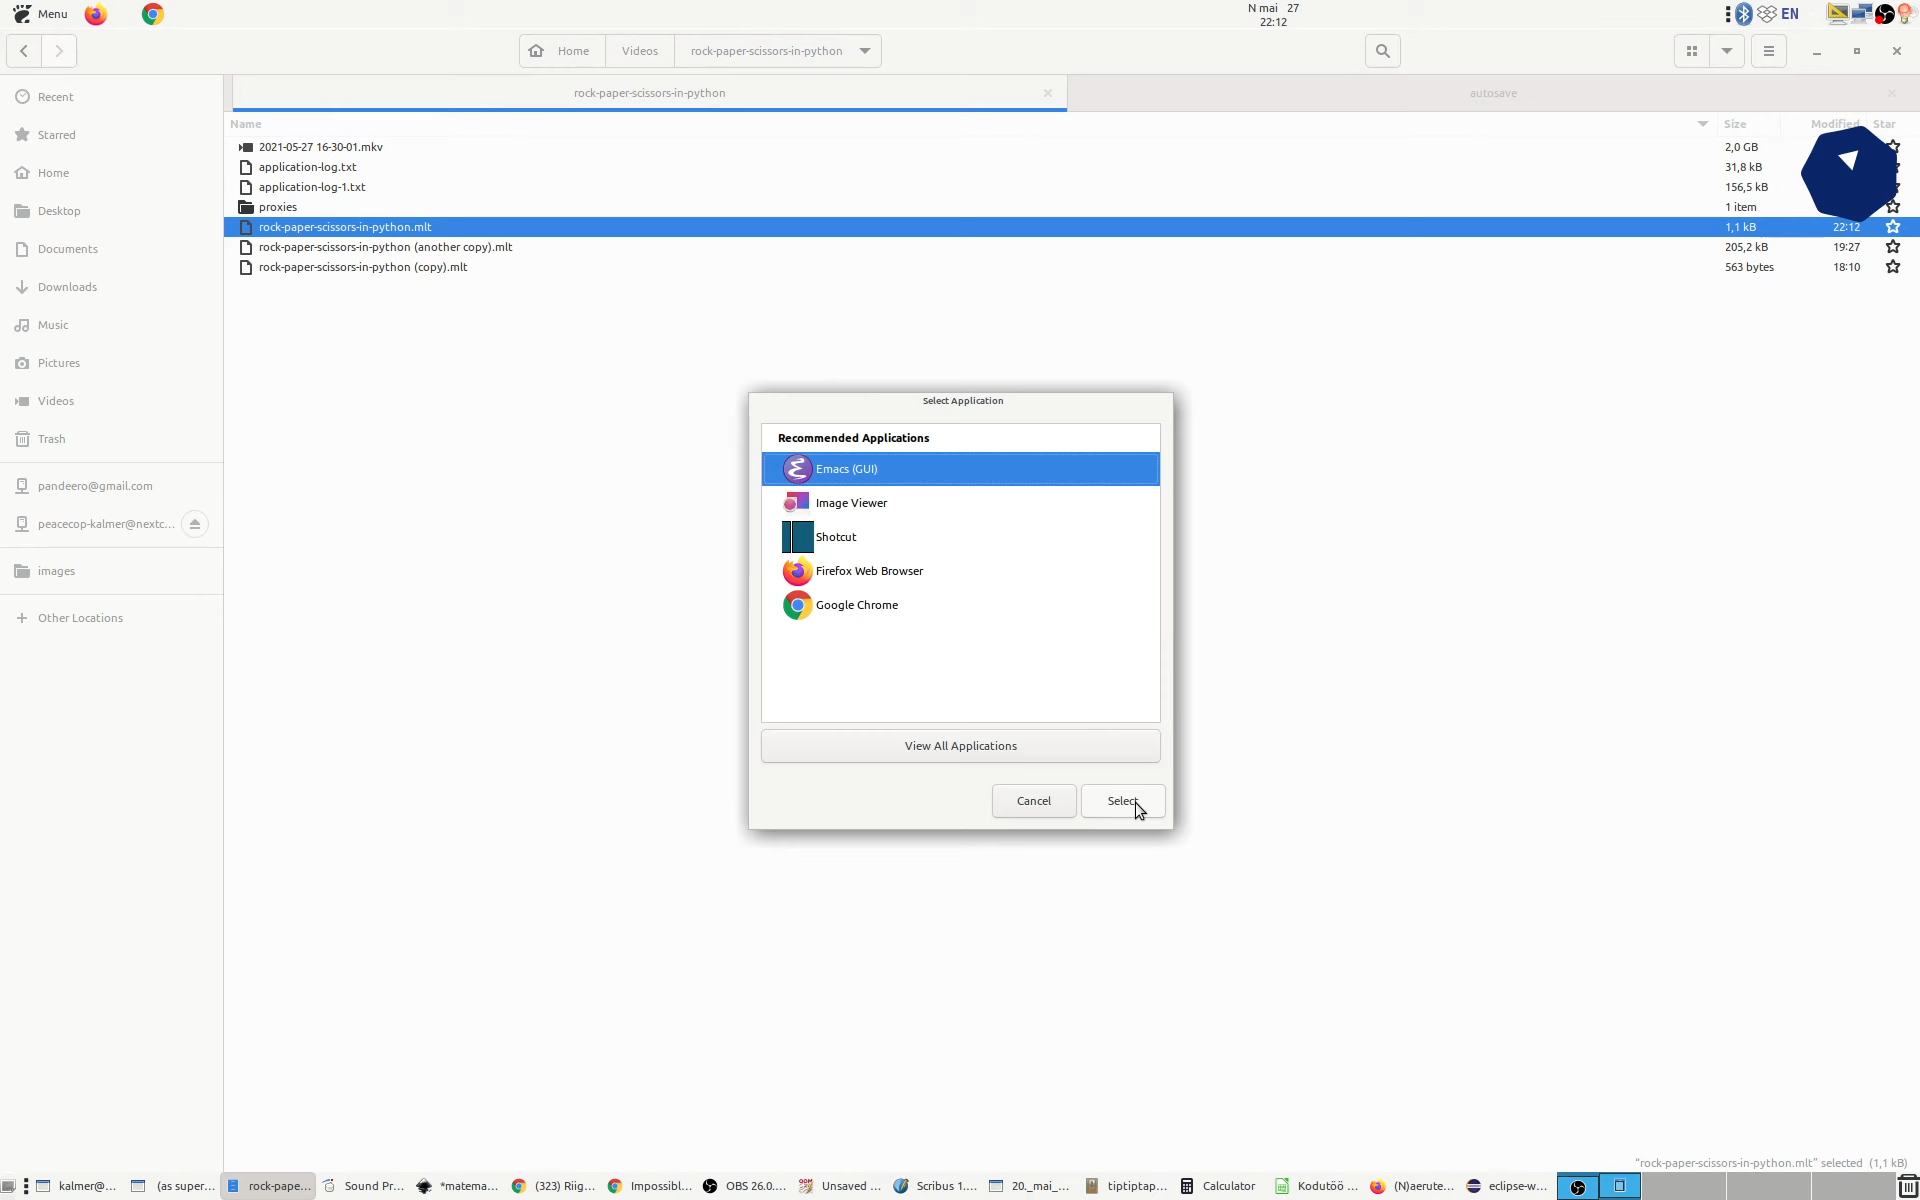 Menu
N mai 27
22:12
EN
Home
Videos
rock-paper-scissors-in-python
rock-paper-scissors-in-python
autosave
Name
Size
Modified
Star
Recent
Starred
Home
Desktop
Documents
Downloads
Music
Pictures
Videos
Trash
pandeero@gmail.com
peacecop-kalmer@nextc...
images
Other Locations
2021-05-27 16-30-01.mkv
2,0 GB
application-log.txt
31,8 kB
application-log-1.txt
156,5 kB
proxies
1 item
rock-paper-scissors-in-python.mlt
1,1 kB
22:12
rock-paper-scissors-in-python (another copy).mlt
205,2 kB
19:27
rock-paper-scissors-in-python (copy).mlt
563 bytes
18:10
Select Application
Recommended Applications
Emacs (GUI)
Image Viewer
Shotcut
Firefox Web Browser
Google Chrome
View All Applications
Cancel
Select
"rock-paper-scissors-in-python.mlt" selected (1,1 kB)
kalmer@...
(as super...
rock-pape...
Sound Pr...
*matema...
(323) Riig...
Impossibl...
OBS 26.0....
Unsaved ...
Scribus 1....
20._mai_...
tiptiptap...
Calculator
Kodutöö ...
(N)aerute...
eclipse-w...